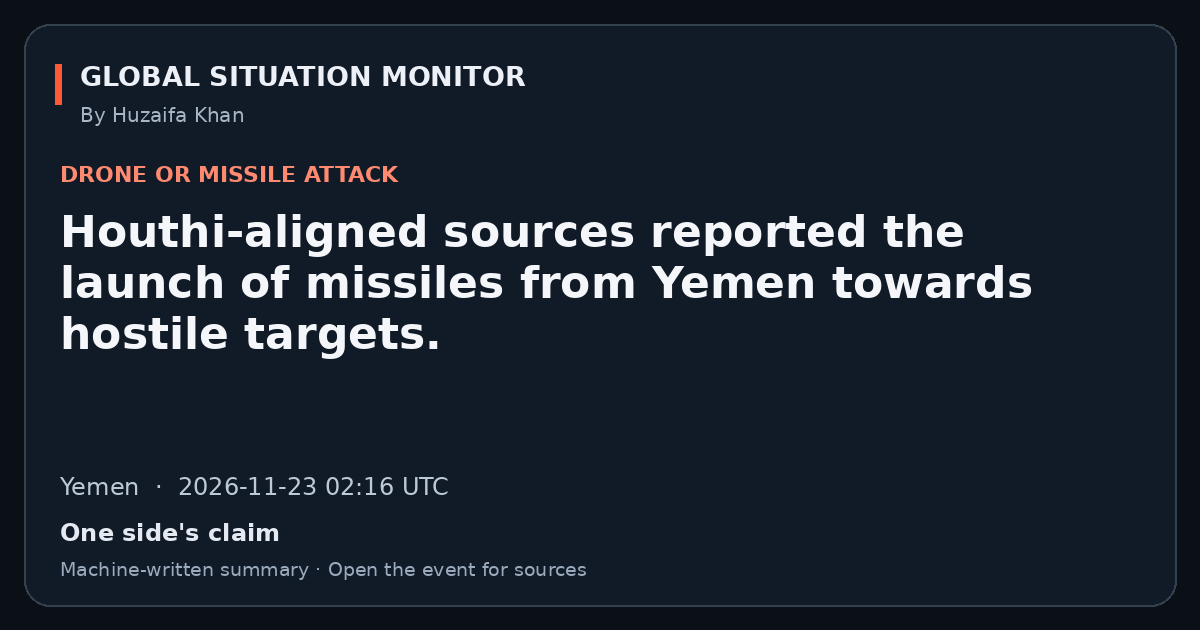 GLOBAL SITUATION MONITOR
By Huzaifa Khan
DRONE OR MISSILE ATTACK
Houthi-aligned sources reported the
launch of missiles from Yemen towards
hostile targets.
Yemen · 2026-11-23 02:16 UTC
One side's claim
Machine-written summary · Open the event for sources